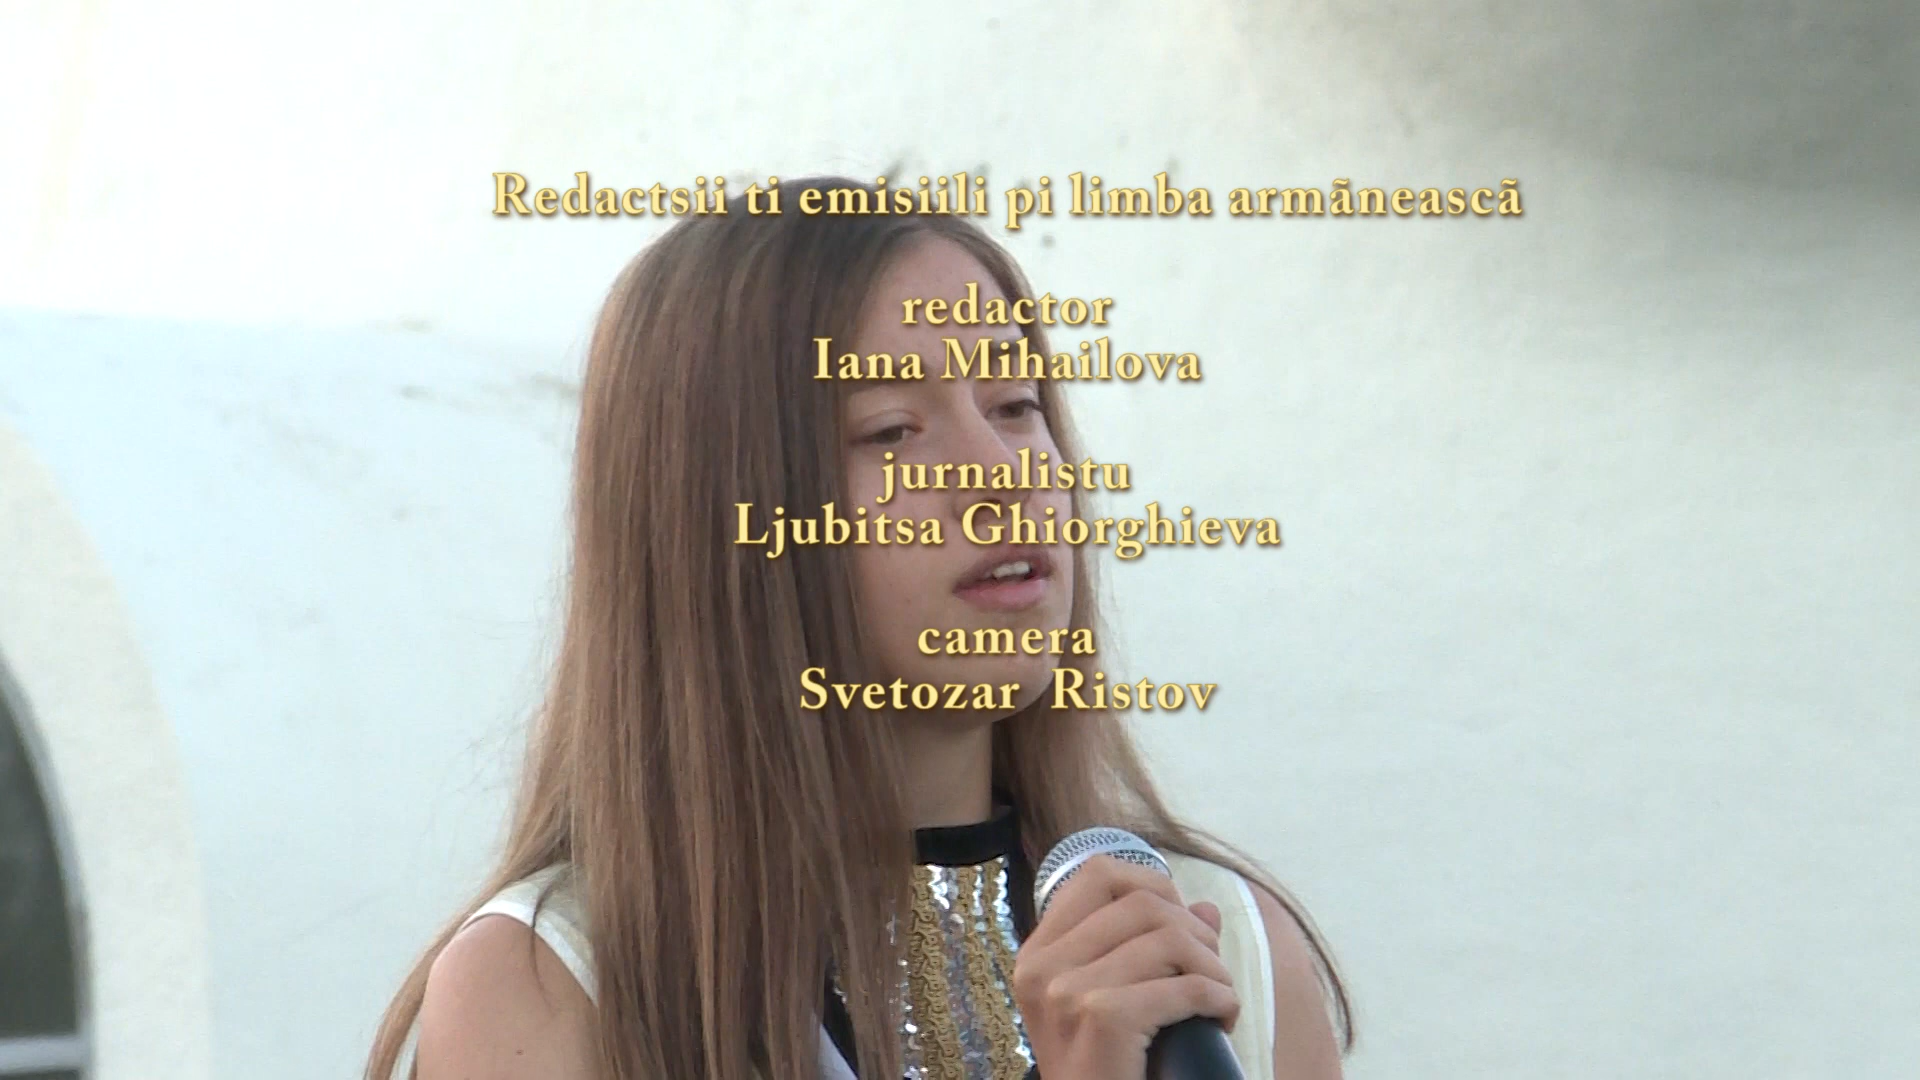 Redactsii ti emisiili pi limba armãneascã
redactor
Iana Mihailova
jurnalistu
Ljubitsa Ghiorghieva
camera
Svetozar Ristov